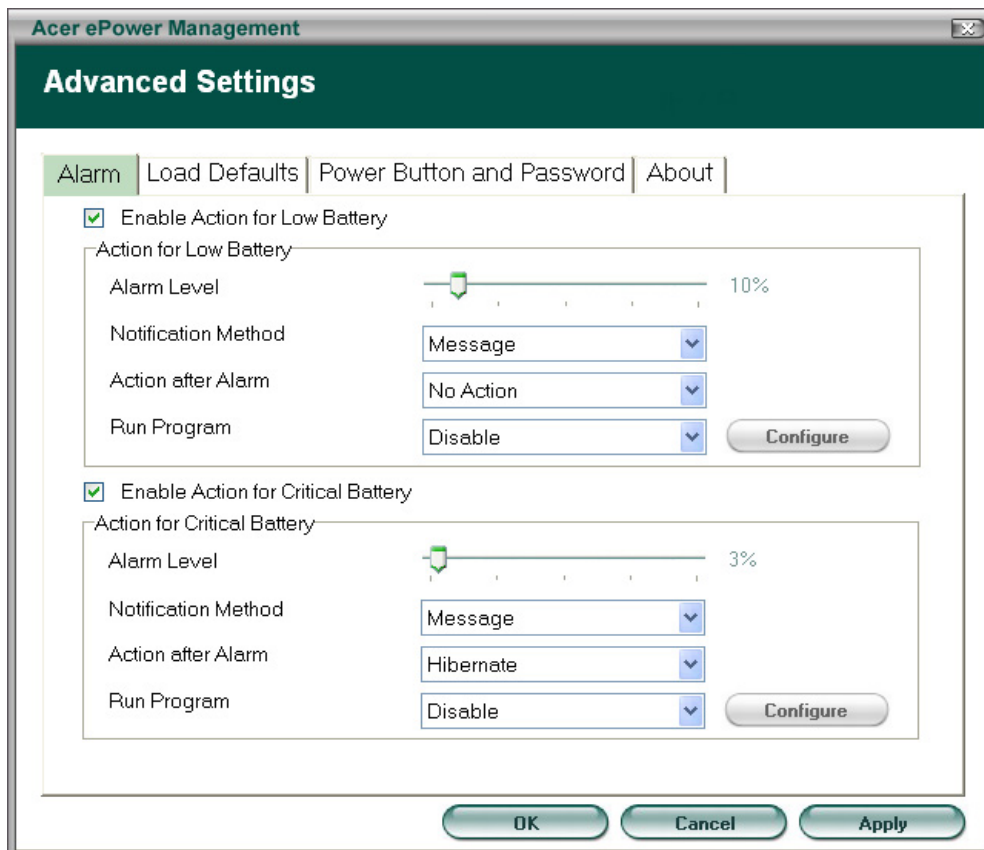 Acer ePower Management
Advanced Settings
Alarm Load Defaults Power Button and Password About
Enable Action for Low Battery
Action for Low Battery
Alarm Level 10%
Notification Method Message
Action after Alarm No Action
Run Program Disable Configure
Enable Action for Critical Battery
Action for Critical Battery
Alarm Level 3%
Notification Method Message
Action after Alarm Hibernate
Run Program Disable Configure
OK Cancel Apply